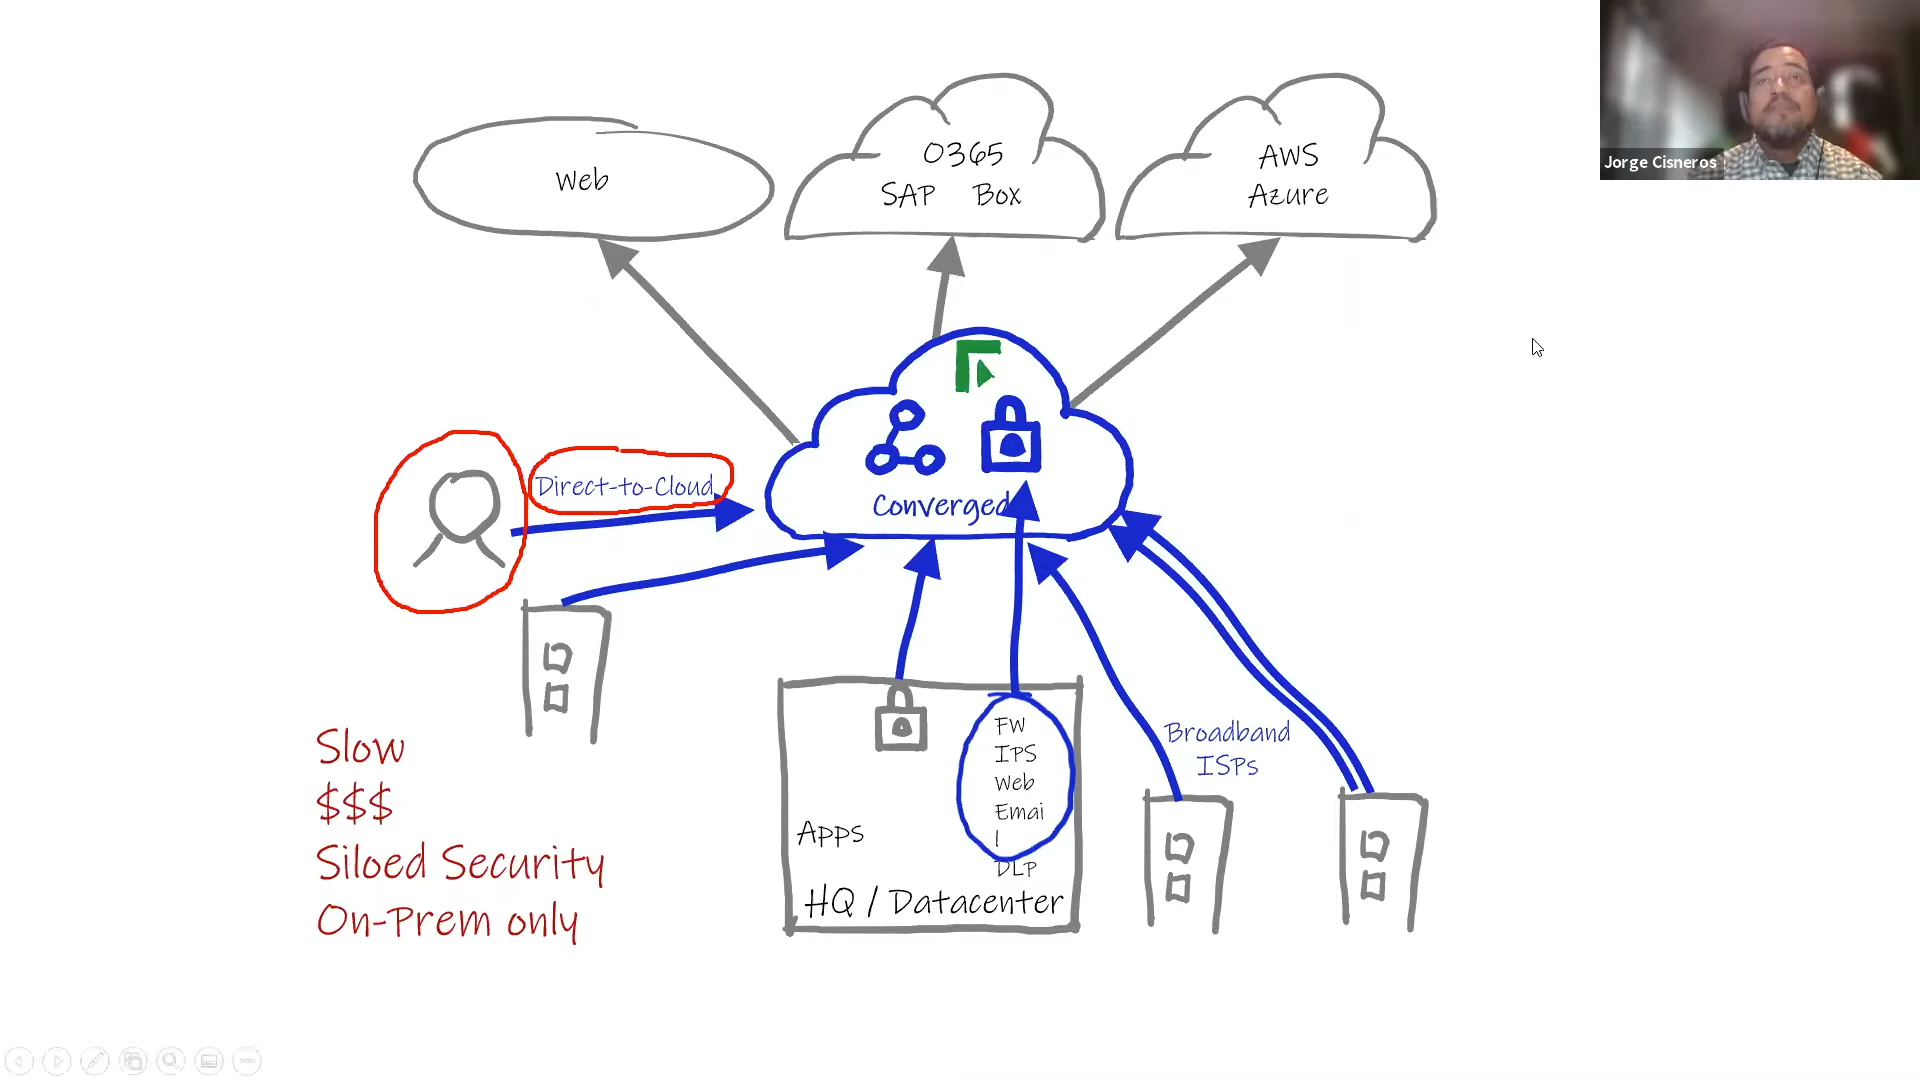 Jorge Cisneros
Web
O365
SAP Box
AWS
Azure
Direct-to-Cloud
Converged
Broadband
ISPs
FW
IPS
Web
Emai
l
DLP
Apps
HQ / Datacenter
Slow
$$$
Siloed Security
On-Prem only